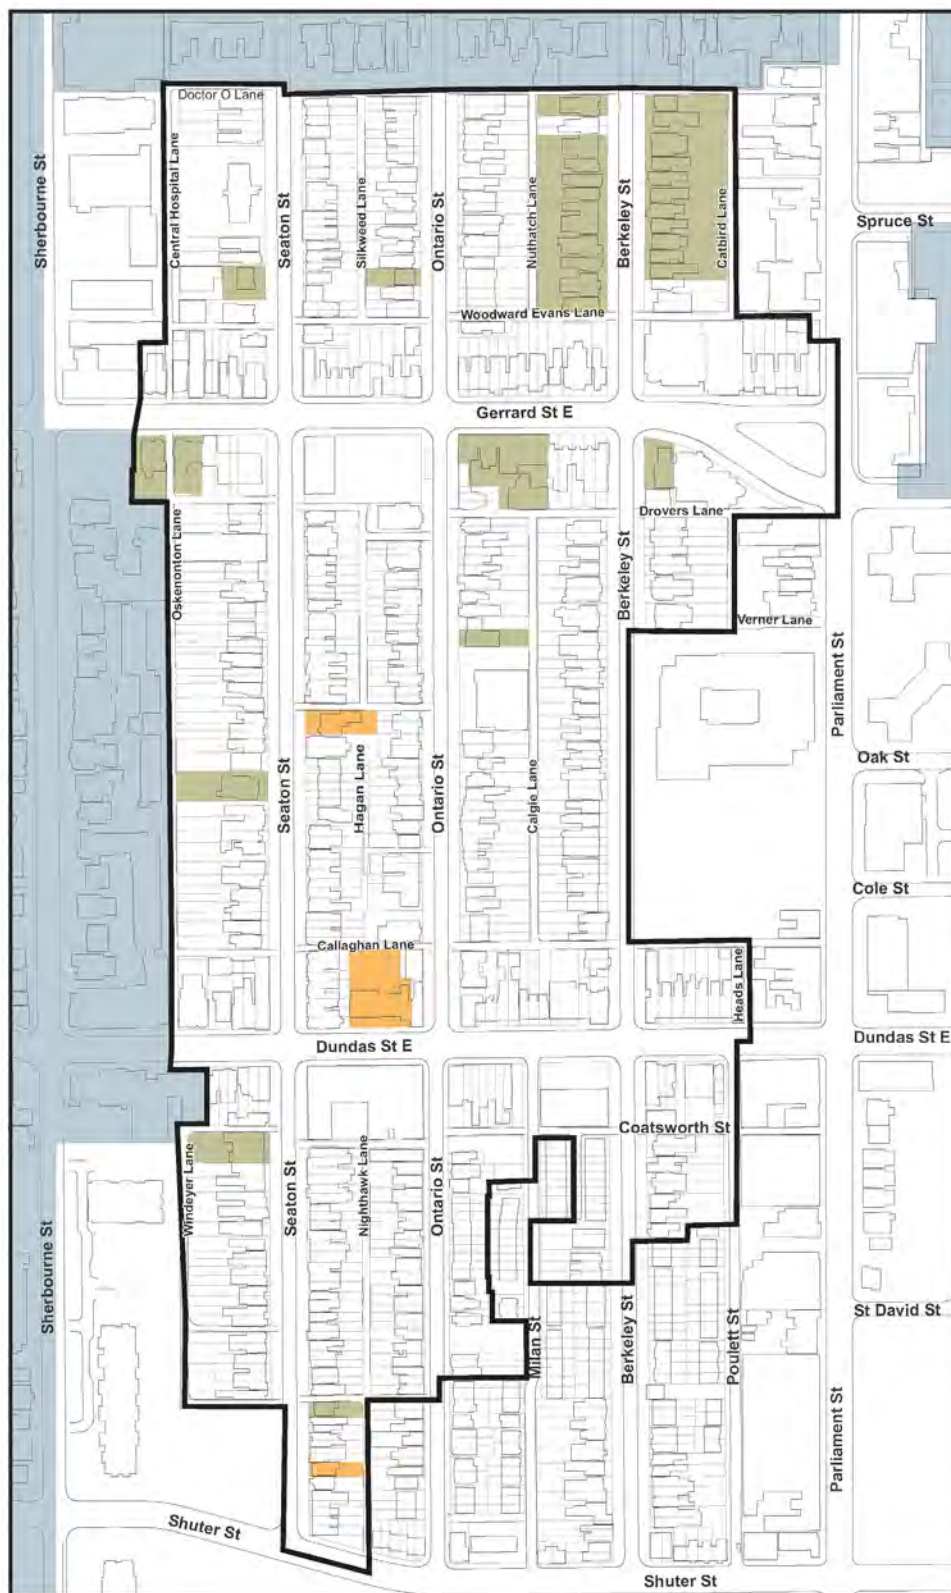 Doctor O Lane
Sherbourne St
Central Hospital Lane
Seaton St
Silkweed Lane
Ontario St
Nuthatch Lane
Berkeley St
Catbird Lane
Spruce St
Woodward Evans Lane
Gerrard St E
Oskenonton Lane
Drovers Lane
Berkeley St
Verner Lane
Parliament St
Seaton St
Hagan Lane
Ontario St
Calgie Lane
Oak St
Cole St
Callaghan Lane
Heads Lane
Dundas St E
Dundas St E
Coatsworth St
Windeyer Lane
Seaton St
Nighthawk Lane
Ontario St
Sherbourne St
Milan St
Berkeley St
Poulett St
St David St
Parliament St
Shuter St
Shuter St